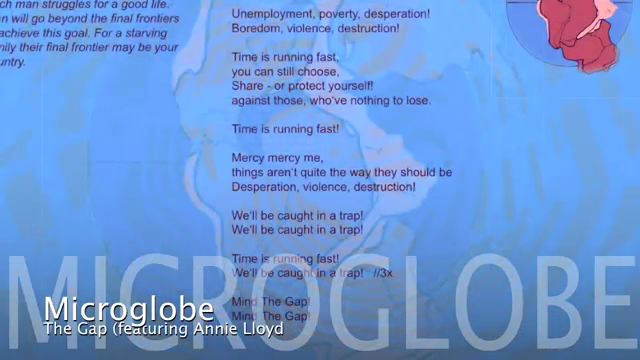 ch man struggles for a good life.
an will go beyond the final frontiers
achieve this goal. For a starving
mily their final frontier may be your
untry.
Unemployment, poverty, desperation!
Boredom, violence, destruction!
Time is running fast,
you can still choose,
Share - or protect yourself!
against those, who've nothing to lose.
Time is running fast!
Mercy mercy me,
things aren't quite the way they should be
Desperation, violence, destruction!
We'll be caught in a trap!
We'll be caught in a trap!
Time is running fast!
We'll be caught in a trap! //3x
Mind The Gap!
Mind The Gap!
MICROGLOBE
Microglobe
The Gap (featuring Annie Lloyd